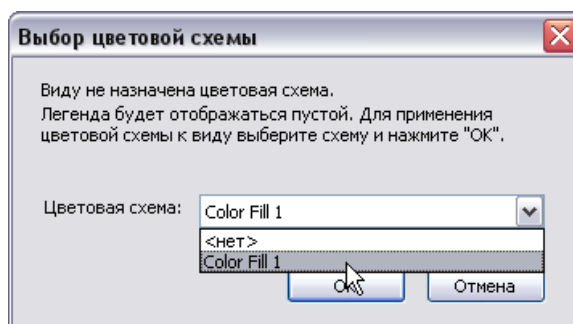 Выбор цветовой схемы
Виду не назначена цветовая схема.
Легенда будет отображаться пустой. Для применения
цветовой схемы к виду выберите схему и нажмите "ОК".
Цветовая схема: Color Fill 1
<нет>
Color Fill 1
ОК Отмена